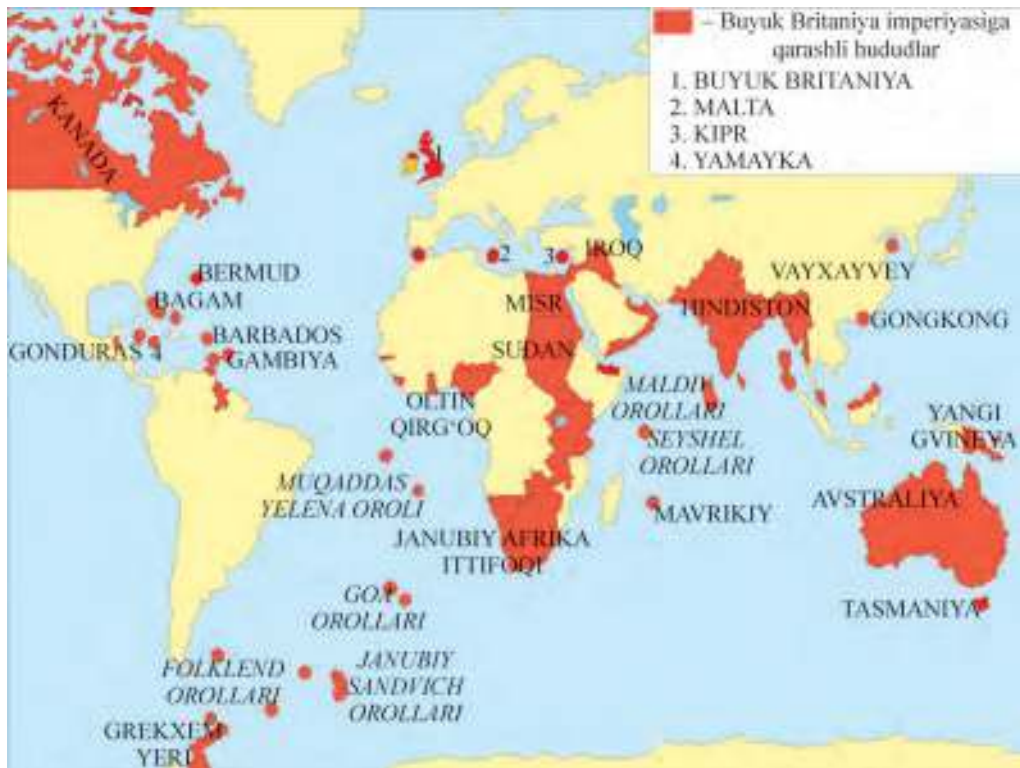 – Buyuk Britaniya imperiyasiga
qarashli hududlar
1. BUYUK BRITANIYA
2. MALTA
3. KIPR
4. YAMAYKA
KANADA
1
BERMUD
BAGAM
BARBADOS
GONDURAS 4
GAMBIYA
2
3
IROQ
MISR
SUDAN
HINDISTON
VAYXAYVEY
GONGKONG
OLTIN
QIRG‘OQ
MALDIV
OROLLARI
SEYSHEL
OROLLARI
YANGI
GVINEYA
MUQADDAS
YELENA OROLI
MAVRIKIY
AVSTRALIYA
JANUBIY AFRIKA
ITTIFOQI
TASMANIYA
GOA
OROLLARI
FOLKLEND
OROLLARI
JANUBIY
SANDVICH
OROLLARI
GREKXEM
YERI